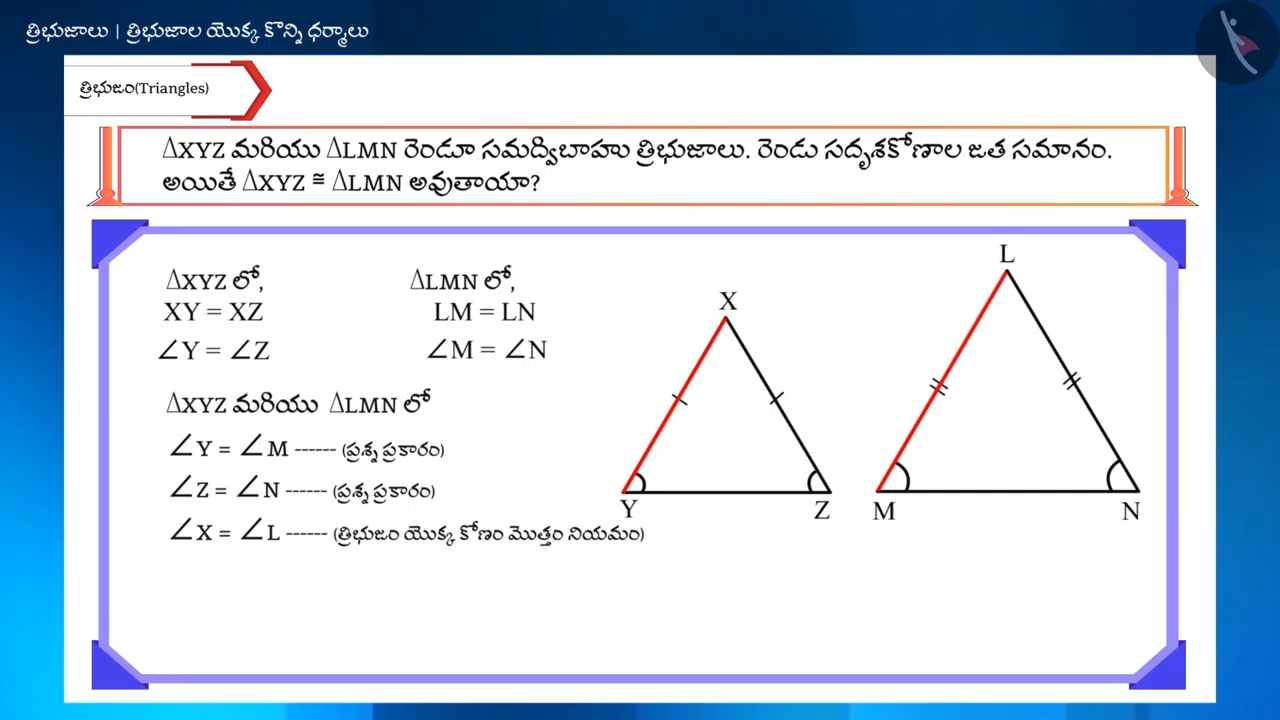 త్రిభుజాలు | త్రిభుజాల యొక్క కొన్ని ధర్మాలు
త్రిభుజం(Triangles)
ΔXYZ మరియు ΔLMN రెండూ సమద్విబాహు త్రిభుజాలు. రెండు సదృశకోణాల జత సమానం.
అయితే ΔXYZ ≅ ΔLMN అవుతాయా?
ΔXYZ లో,
XY = XZ
∠Y = ∠Z
ΔLMN లో,
LM = LN
∠M = ∠N
ΔXYZ మరియు ΔLMN లో
∠Y = ∠M ------ (ప్రశ్న ప్రకారం)
∠Z = ∠N ------ (ప్రశ్న ప్రకారం)
∠X = ∠L ------ (త్రిభుజం యొక్క కోణం మొత్తం నియమం)
X
Y
Z
L
M
N